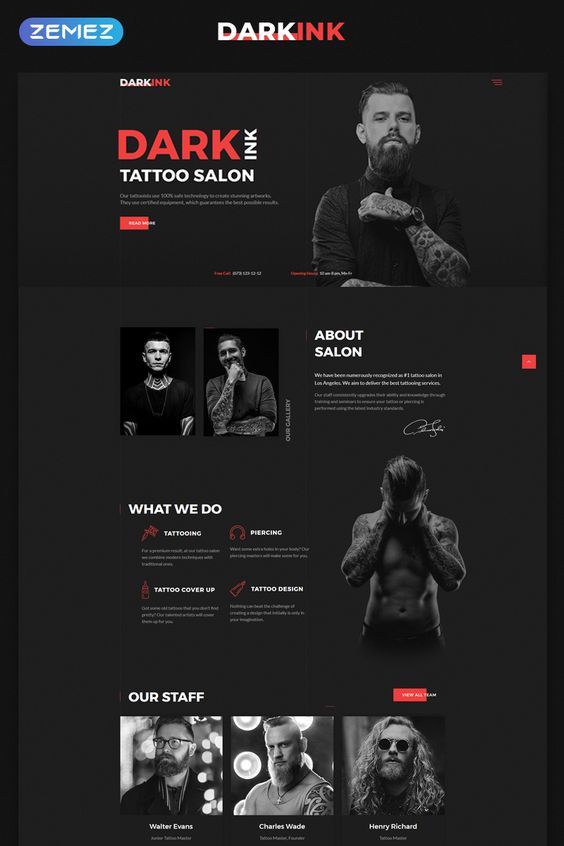 ZEMEZ
DARKINK
DARKINK
DARK INK
TATTOO SALON
Our tattooists use 100% safe technology to create stunning artworks.
They use certified equipment, which guarantees the best possible results.
READ MORE
Free Call: (073) 123-12-12
Opening Hours: 10 am-8 pm, Mn-Fr
OUR GALLERY
ABOUT
SALON
We have been numerously recognized as #1 tattoo salon in
Los Angeles. We aim to deliver the best tattooing services.
Our staff consistently upgrades their ability and knowledge through
training and seminars to ensure your tattoo or piercing is
performed using the latest industry standards.
WHAT WE DO
TATTOOING
For a premium result, at our tattoo salon
we combine modern techniques with
traditional ones.
PIERCING
Want some extra holes in your body? Our
piercing masters will make some for you.
TATTOO COVER UP
Got some old tattoos that you don't find
pretty? Our talented artists will cover
them up for you.
TATTOO DESIGN
Nothing can beat the challenge of
creating a design that initially is only in
your imagination.
OUR STAFF
VIEW ALL TEAM
Walter Evans
Junior Tattoo Master
Charles Wade
Tattoo Master, Founder
Henry Richard
Tattoo Master